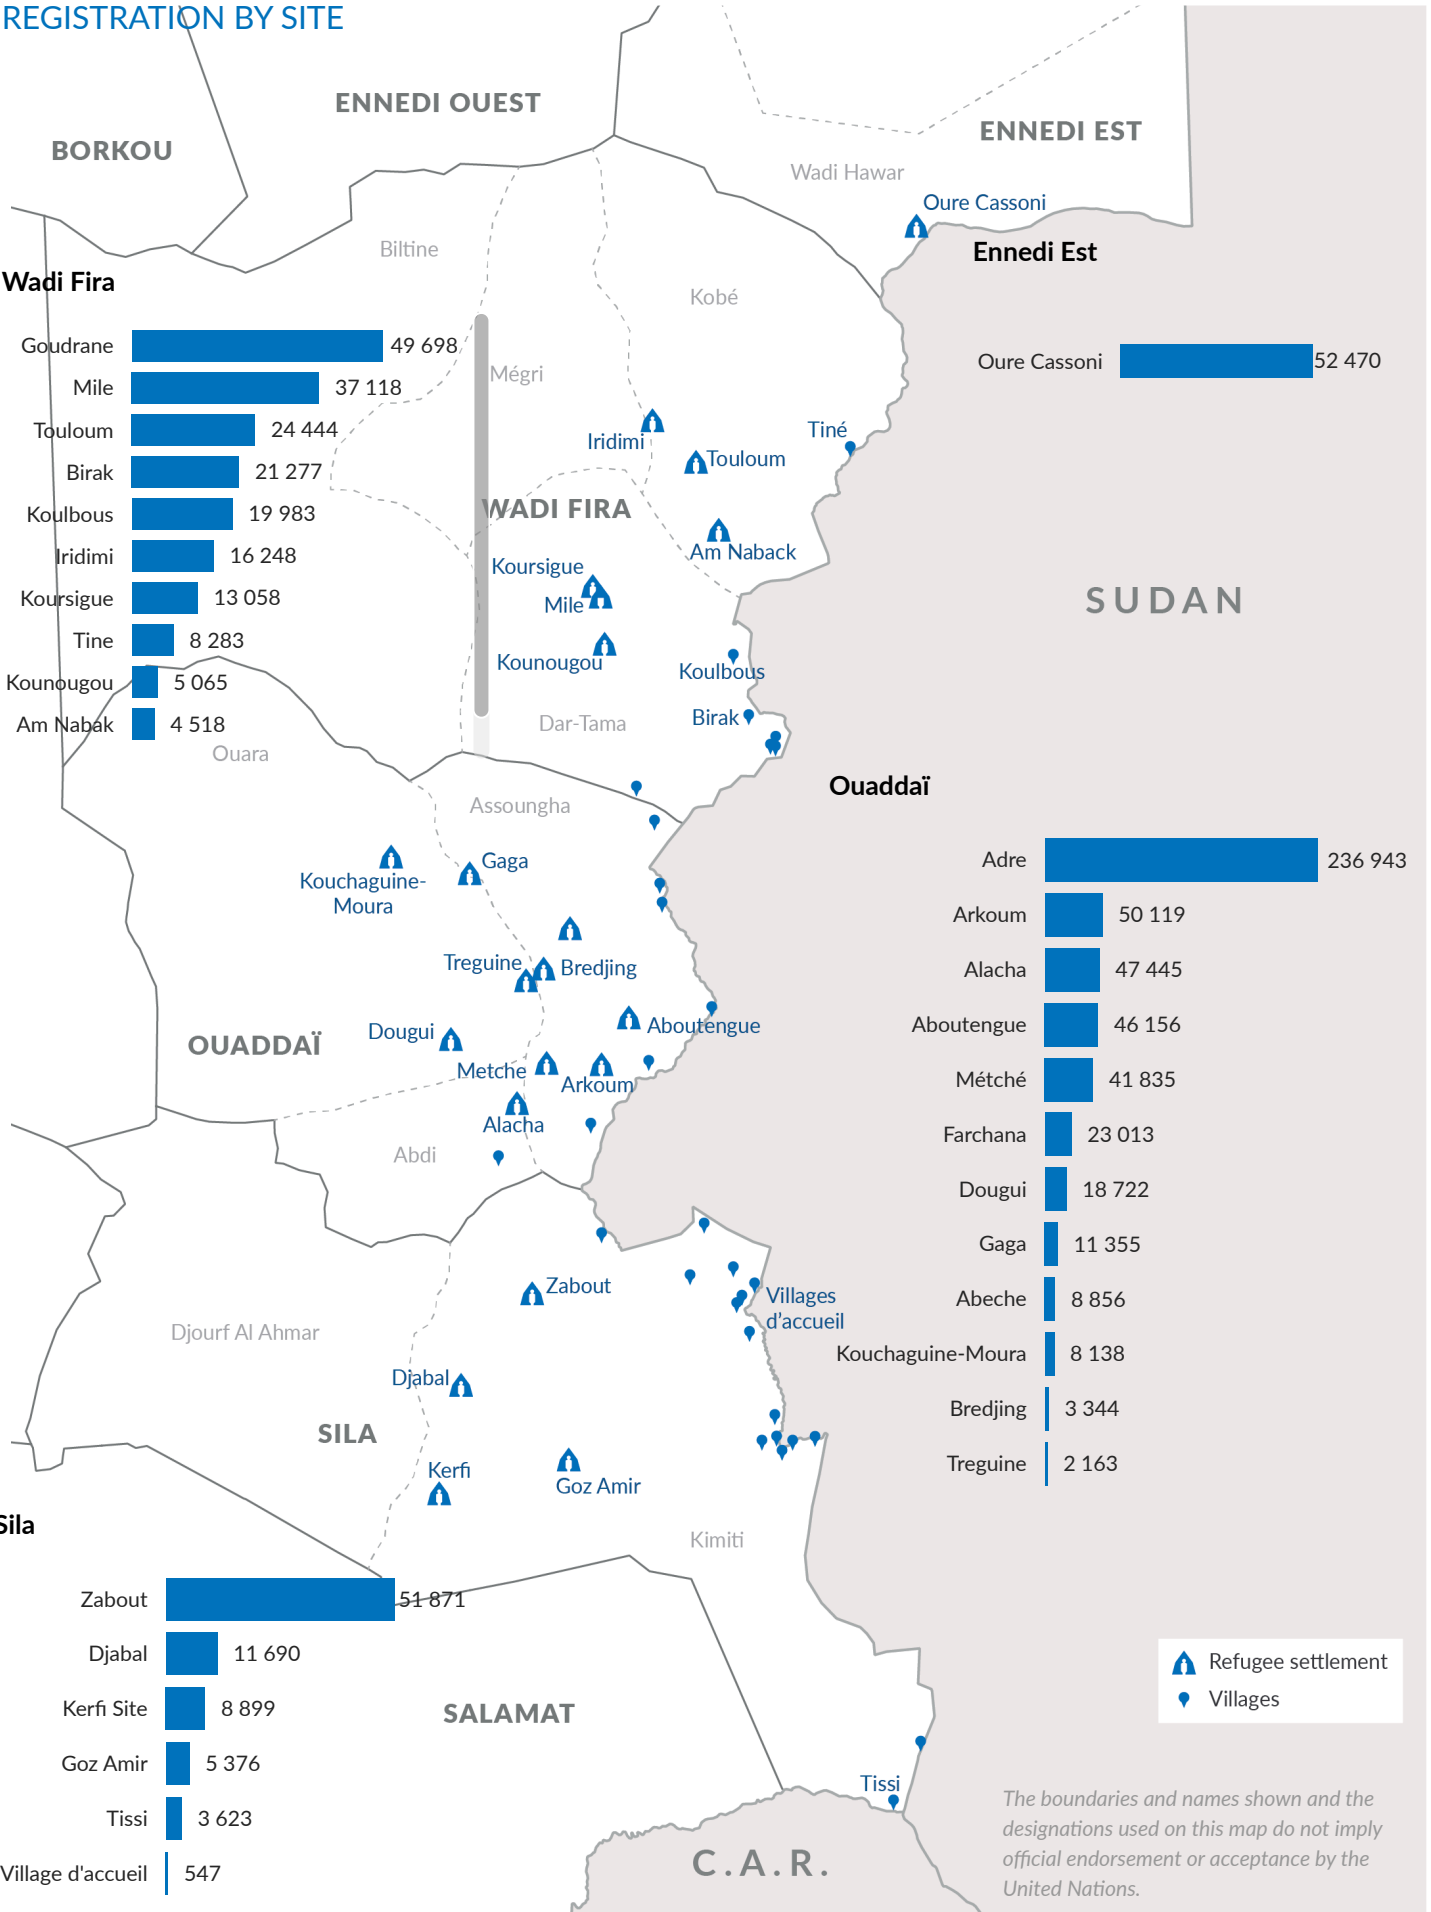 REGISTRATION BY SITE
ENNEDI OUEST
ENNEDI EST
BORKOU
Wadi Hawar
Oure Cassoni
Biltine
Ennedi Est
Wadi Fira
Kobé
Goudrane 49 698
Oure Cassoni 52 470
Mégri
Mile 37 118
Touloum 24 444
Tiné
Iridimi
Touloum
Birak 21 277
Koulbous 19 983
WADI FIRA
Iridimi 16 248
Am Naback
Koursigue
Koursigue 13 058
Mile
SUDAN
Tine 8 283
Kounougou
Koulbous
Kounougou 5 065
Am Nabak 4 518
Dar-Tama
Birak
Ouara
Ouaddaï
Assoungha
Adre 236 943
Gaga
Kouchaguine-
Moura
Arkoum 50 119
Treguine
Bredjing
Alacha 47 445
Aboutengue 46 156
Aboutengue
Dougui
OUADDAÏ
Metche
Arkoum
Métché 41 835
Alacha
Farchana 23 013
Abdi
Dougui 18 722
Gaga 11 355
Zabout
Villages
d'accueil
Abeche 8 856
Djourf Al Ahmar
Kouchaguine-Moura 8 138
Djabal
Bredjing 3 344
SILA
Treguine 2 163
Kerfi
Goz Amir
Sila
Kimiti
Zabout 51 871
Djabal 11 690
Refugee settlement
Villages
Kerfi Site 8 899
SALAMAT
Goz Amir 5 376
Tissi
Tissi 3 623
The boundaries and names shown and the
designations used on this map do not imply
official endorsement or acceptance by the
United Nations.
C.A.R.
Village d'accueil 547